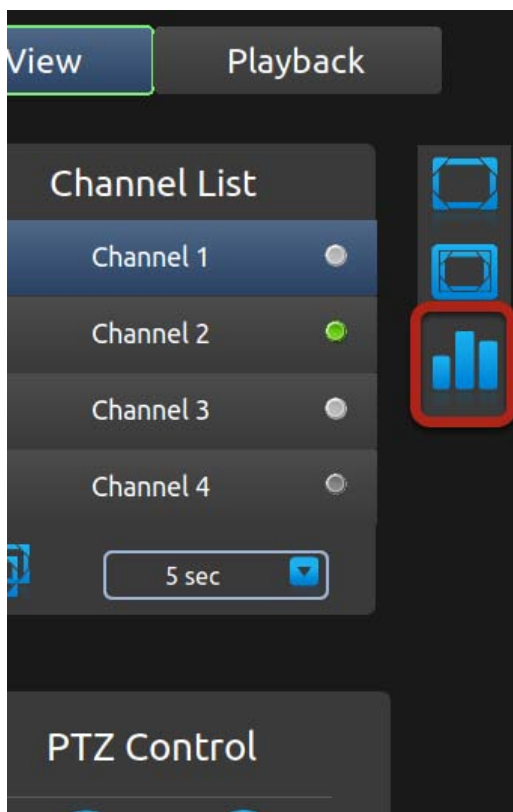 View
Playback
Channel List
Channel 1
Channel 2
Channel 3
Channel 4
5 sec
PTZ Control